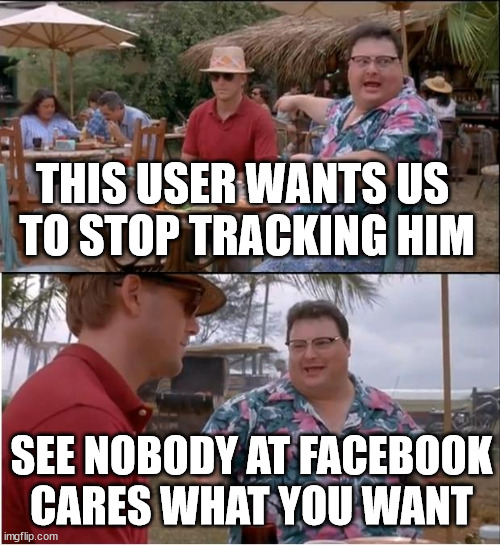 THIS USER WANTS US
TO STOP TRACKING HIM
SEE NOBODY AT FACEBOOK
CARES WHAT YOU WANT
imgflip.com